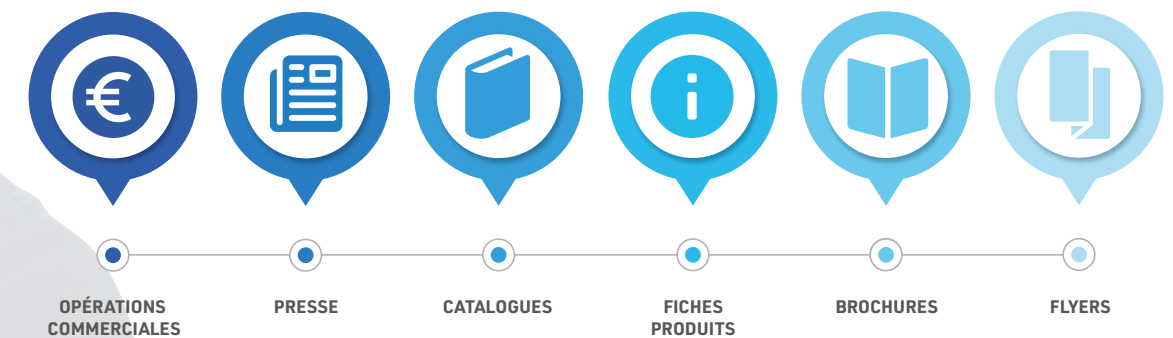 OPÉRATIONS
COMMERCIALES
PRESSE
CATALOGUES
FICHES
PRODUITS
BROCHURES
FLYERS